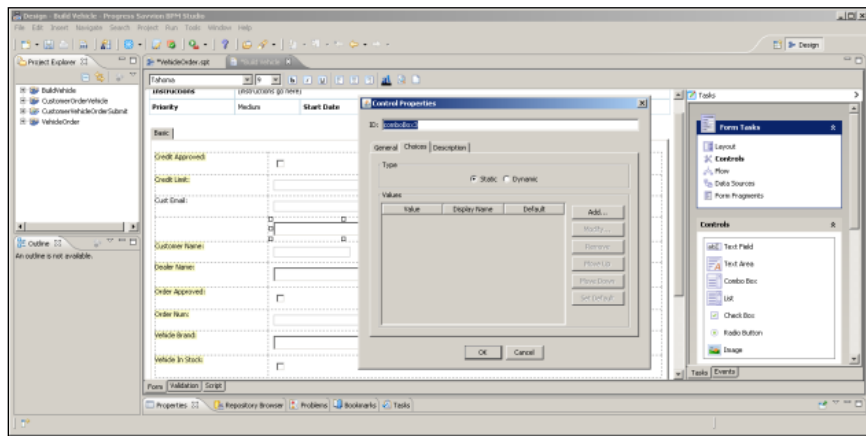 Design - Build Vehicle - Progress Savvion BPM Studio
File Edit Insert Navigate Search Project Run Tools Window Help
Design
Project Explorer
BuildVehicle
CustomerOrderVehicle
CustomerVehicleOrderSubmit
VehicleOrder
Outline
An outline is not available.
*VehicleOrder.spt
*Build Vehicle
Tahoma 9
Instructions (Instructions go here)
Priority Medium Start Date
Basic
Credit Approved:
Credit Limit:
Cust Email:
Customer Name:
Dealer Name:
Order Approved:
Order Num:
Vehicle Brand:
Vehicle In Stock:
Form Validation Script
Control Properties
ID: comboBox3
General Choices Description
Type
Static Dynamic
Values
Value Display Name Default
Add...
Modify...
Remove
Move Up
Move Down
Set Default
OK Cancel
Tasks
Form Tasks
Layout
Controls
Flow
Data Sources
Form Fragments
Controls
Text Field
Text Area
Combo Box
List
Check Box
Radio Button
Image
Tasks Events
Properties Repository Browser Problems Bookmarks Tasks